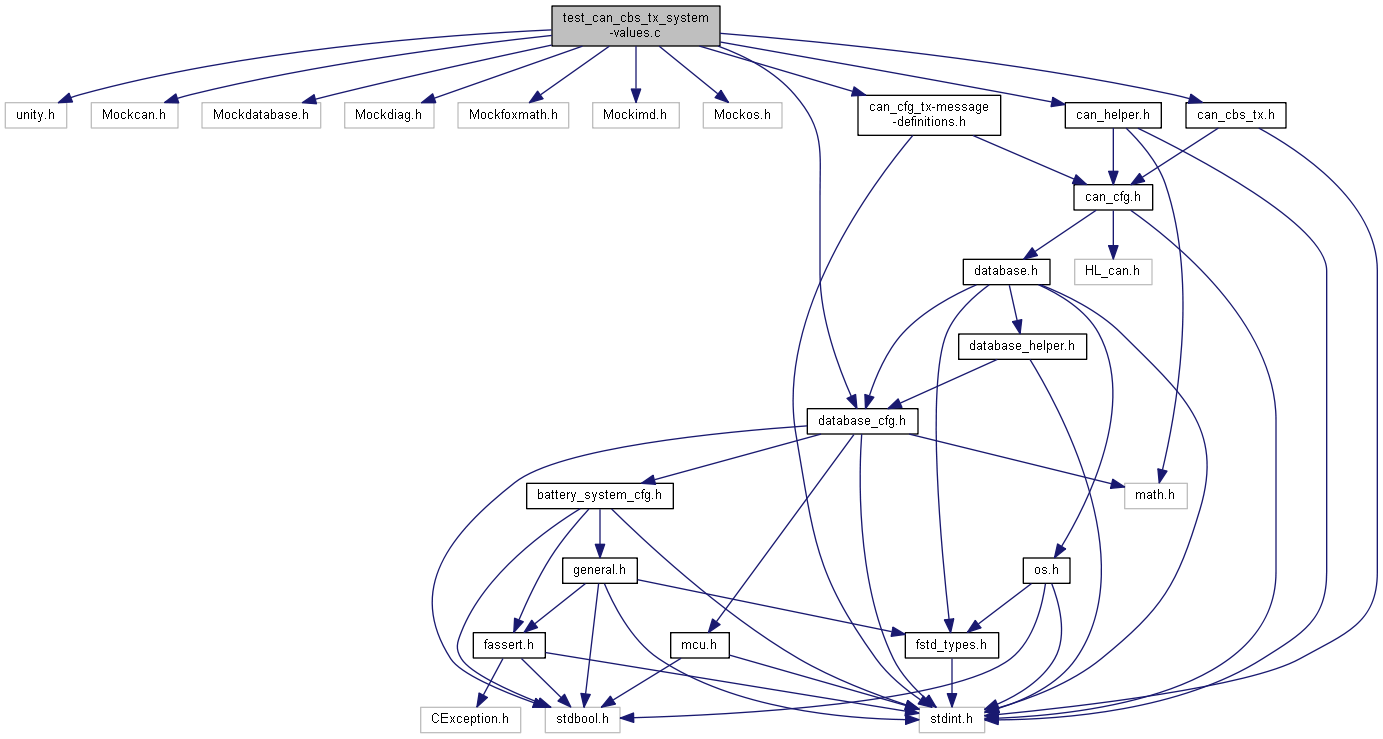 test_can_cbs_tx_system
-values.c
unity.h
Mockcan.h
Mockdatabase.h
Mockdiag.h
Mockfoxmath.h
Mockimd.h
Mockos.h
can_cfg_tx-message
-definitions.h
can_helper.h
can_cbs_tx.h
can_cfg.h
database.h
HL_can.h
database_helper.h
database_cfg.h
battery_system_cfg.h
math.h
general.h
os.h
fassert.h
mcu.h
fstd_types.h
CException.h
stdbool.h
stdint.h